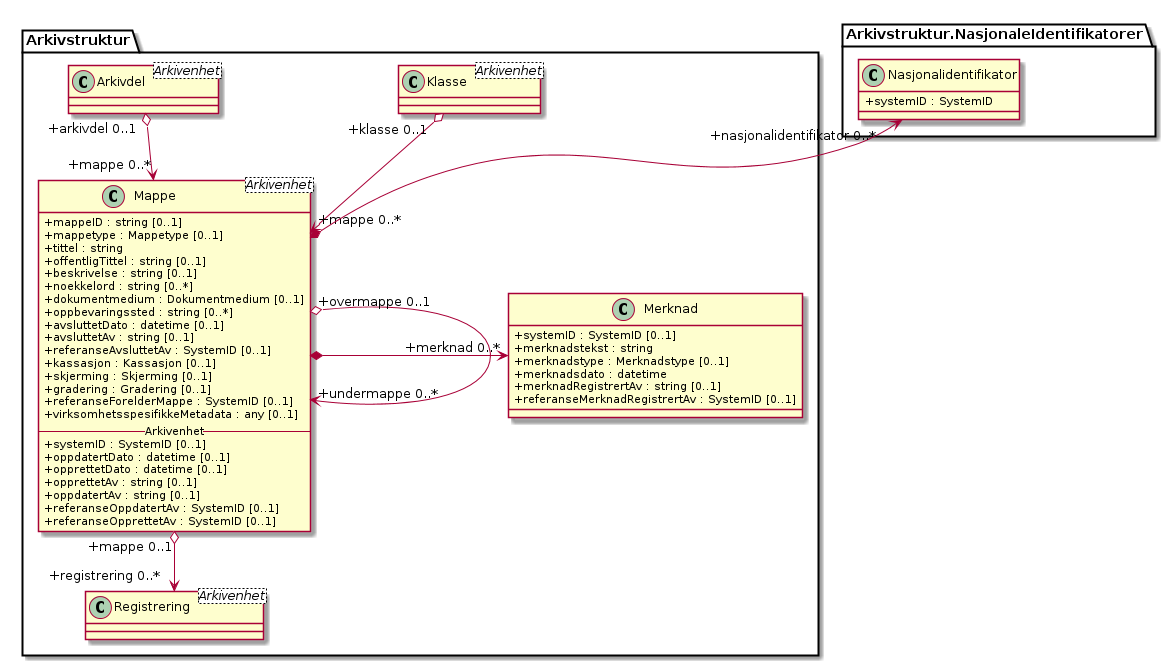 Arkivstruktur
Arkivstruktur.NasjonaleIdentifikatorer
C Arkivdel
Arkivenhet
C Klasse
Arkivenhet
C Nasjonalidentifikator
+systemID : SystemID
+arkivdel 0..1
+klasse 0..1
+nasjonalidentifikator 0..*
+mappe 0..*
C Mappe
Arkivenhet
+mappe 0..*
+mappeID : string [0..1]
+mappetype : Mappetype [0..1]
+tittel : string
+offentligTittel : string [0..1]
+beskrivelse : string [0..1]
+noekkelord : string [0..*]
+dokumentmedium : Dokumentmedium [0..1]
+oppbevaringssted : string [0..*]
+avsluttetDato : datetime [0..1]
+avsluttetAv : string [0..1]
+referanseAvsluttetAv : SystemID [0..1]
+kassasjon : Kassasjon [0..1]
+skjerming : Skjerming [0..1]
+gradering : Gradering [0..1]
+referanseForelderMappe : SystemID [0..1]
+virksomhetsspesifikkeMetadata : any [0..1]
Arkivenhet
+systemID : SystemID [0..1]
+oppdatertDato : datetime [0..1]
+opprettetDato : datetime [0..1]
+opprettetAv : string [0..1]
+oppdatertAv : string [0..1]
+referanseOppdatertAv : SystemID [0..1]
+referanseOpprettetAv : SystemID [0..1]
+overmappe 0..1
+merknad 0..*
+undermappe 0..*
C Merknad
+systemID : SystemID [0..1]
+merknadstekst : string
+merknadstype : Merknadstype [0..1]
+merknadsdato : datetime
+merknadRegistrertAv : string [0..1]
+referanseMerknadRegistrertAv : SystemID [0..1]
+mappe 0..1
+registrering 0..*
C Registrering
Arkivenhet